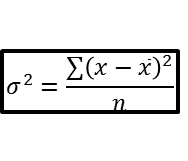 σ² = ∑(x − ẋ)² / n